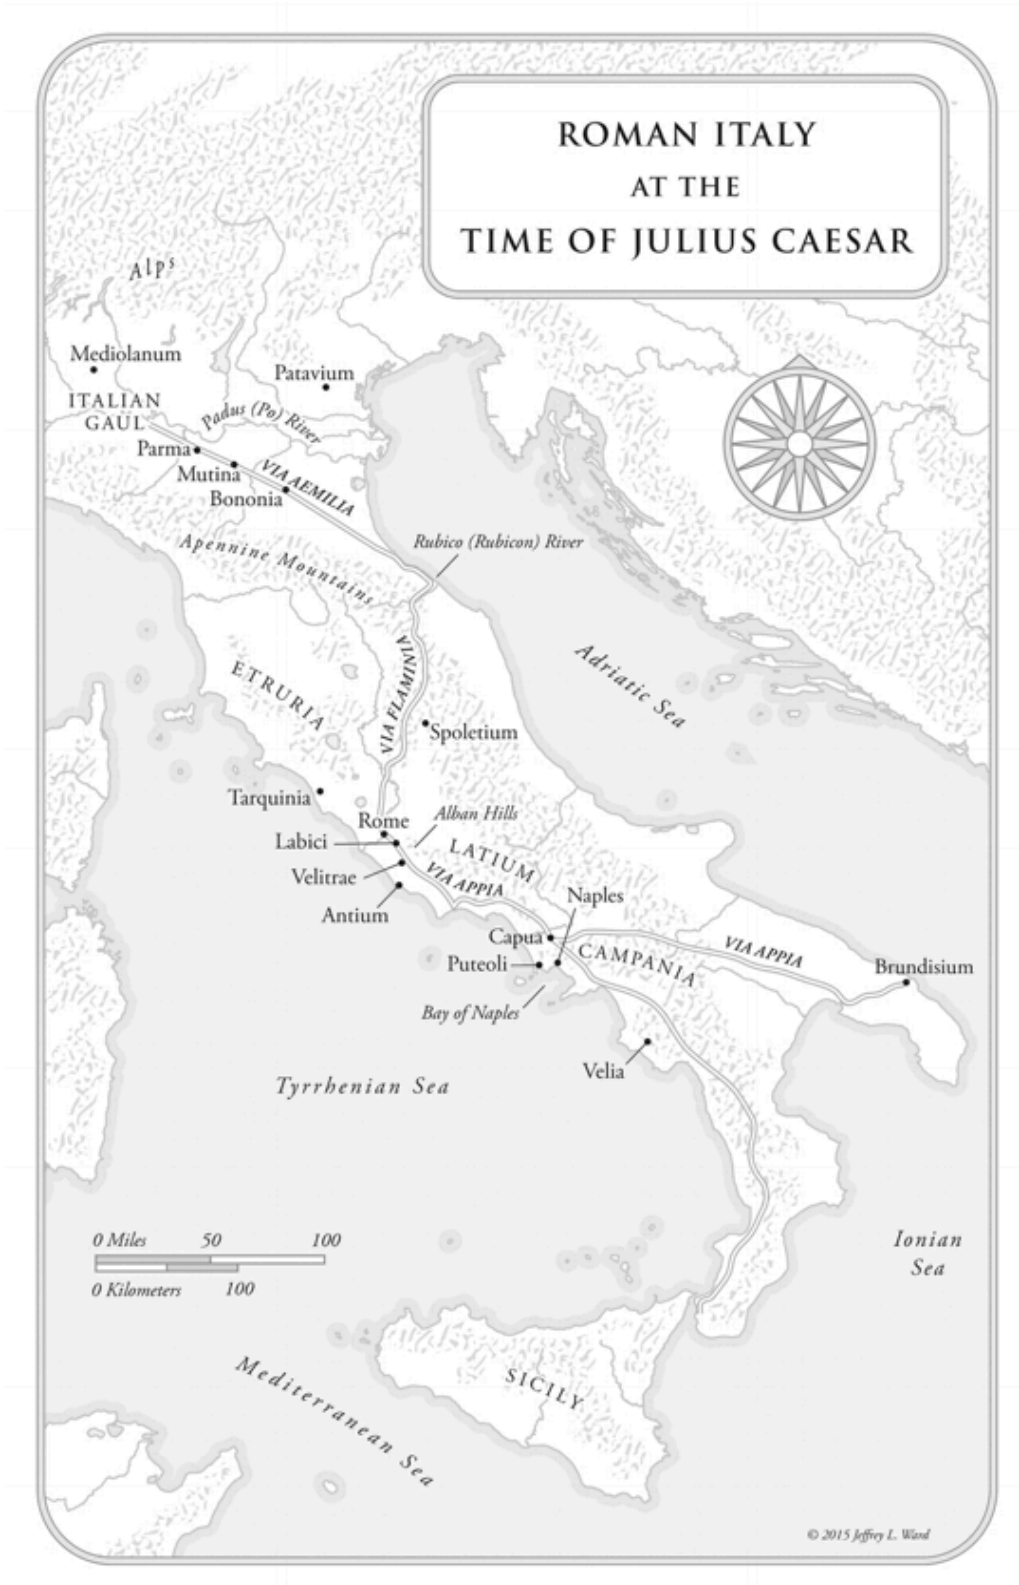 ROMAN ITALY
AT THE
TIME OF JULIUS CAESAR
Alps
Mediolanum
Patavium
ITALIAN
GAUL
Padus (Po) River
Parma
Mutina
VIA AEMILIA
Bononia
Rubico (Rubicon) River
Apennine Mountains
VIA FLAMINIA
Adriatic Sea
ETRURIA
Spoletium
Tarquinia
Rome
Alban Hills
Labici
LATIUM
Velitrae
VIA APPIA
Naples
Antium
Capua
CAMPANIA
VIA APPIA
Puteoli
Brundisium
Bay of Naples
Velia
Tyrrhenian Sea
0 Miles 50 100
0 Kilometers 100
Ionian
Sea
Mediterranean Sea
SICILY
© 2015 Jeffrey L. Ward